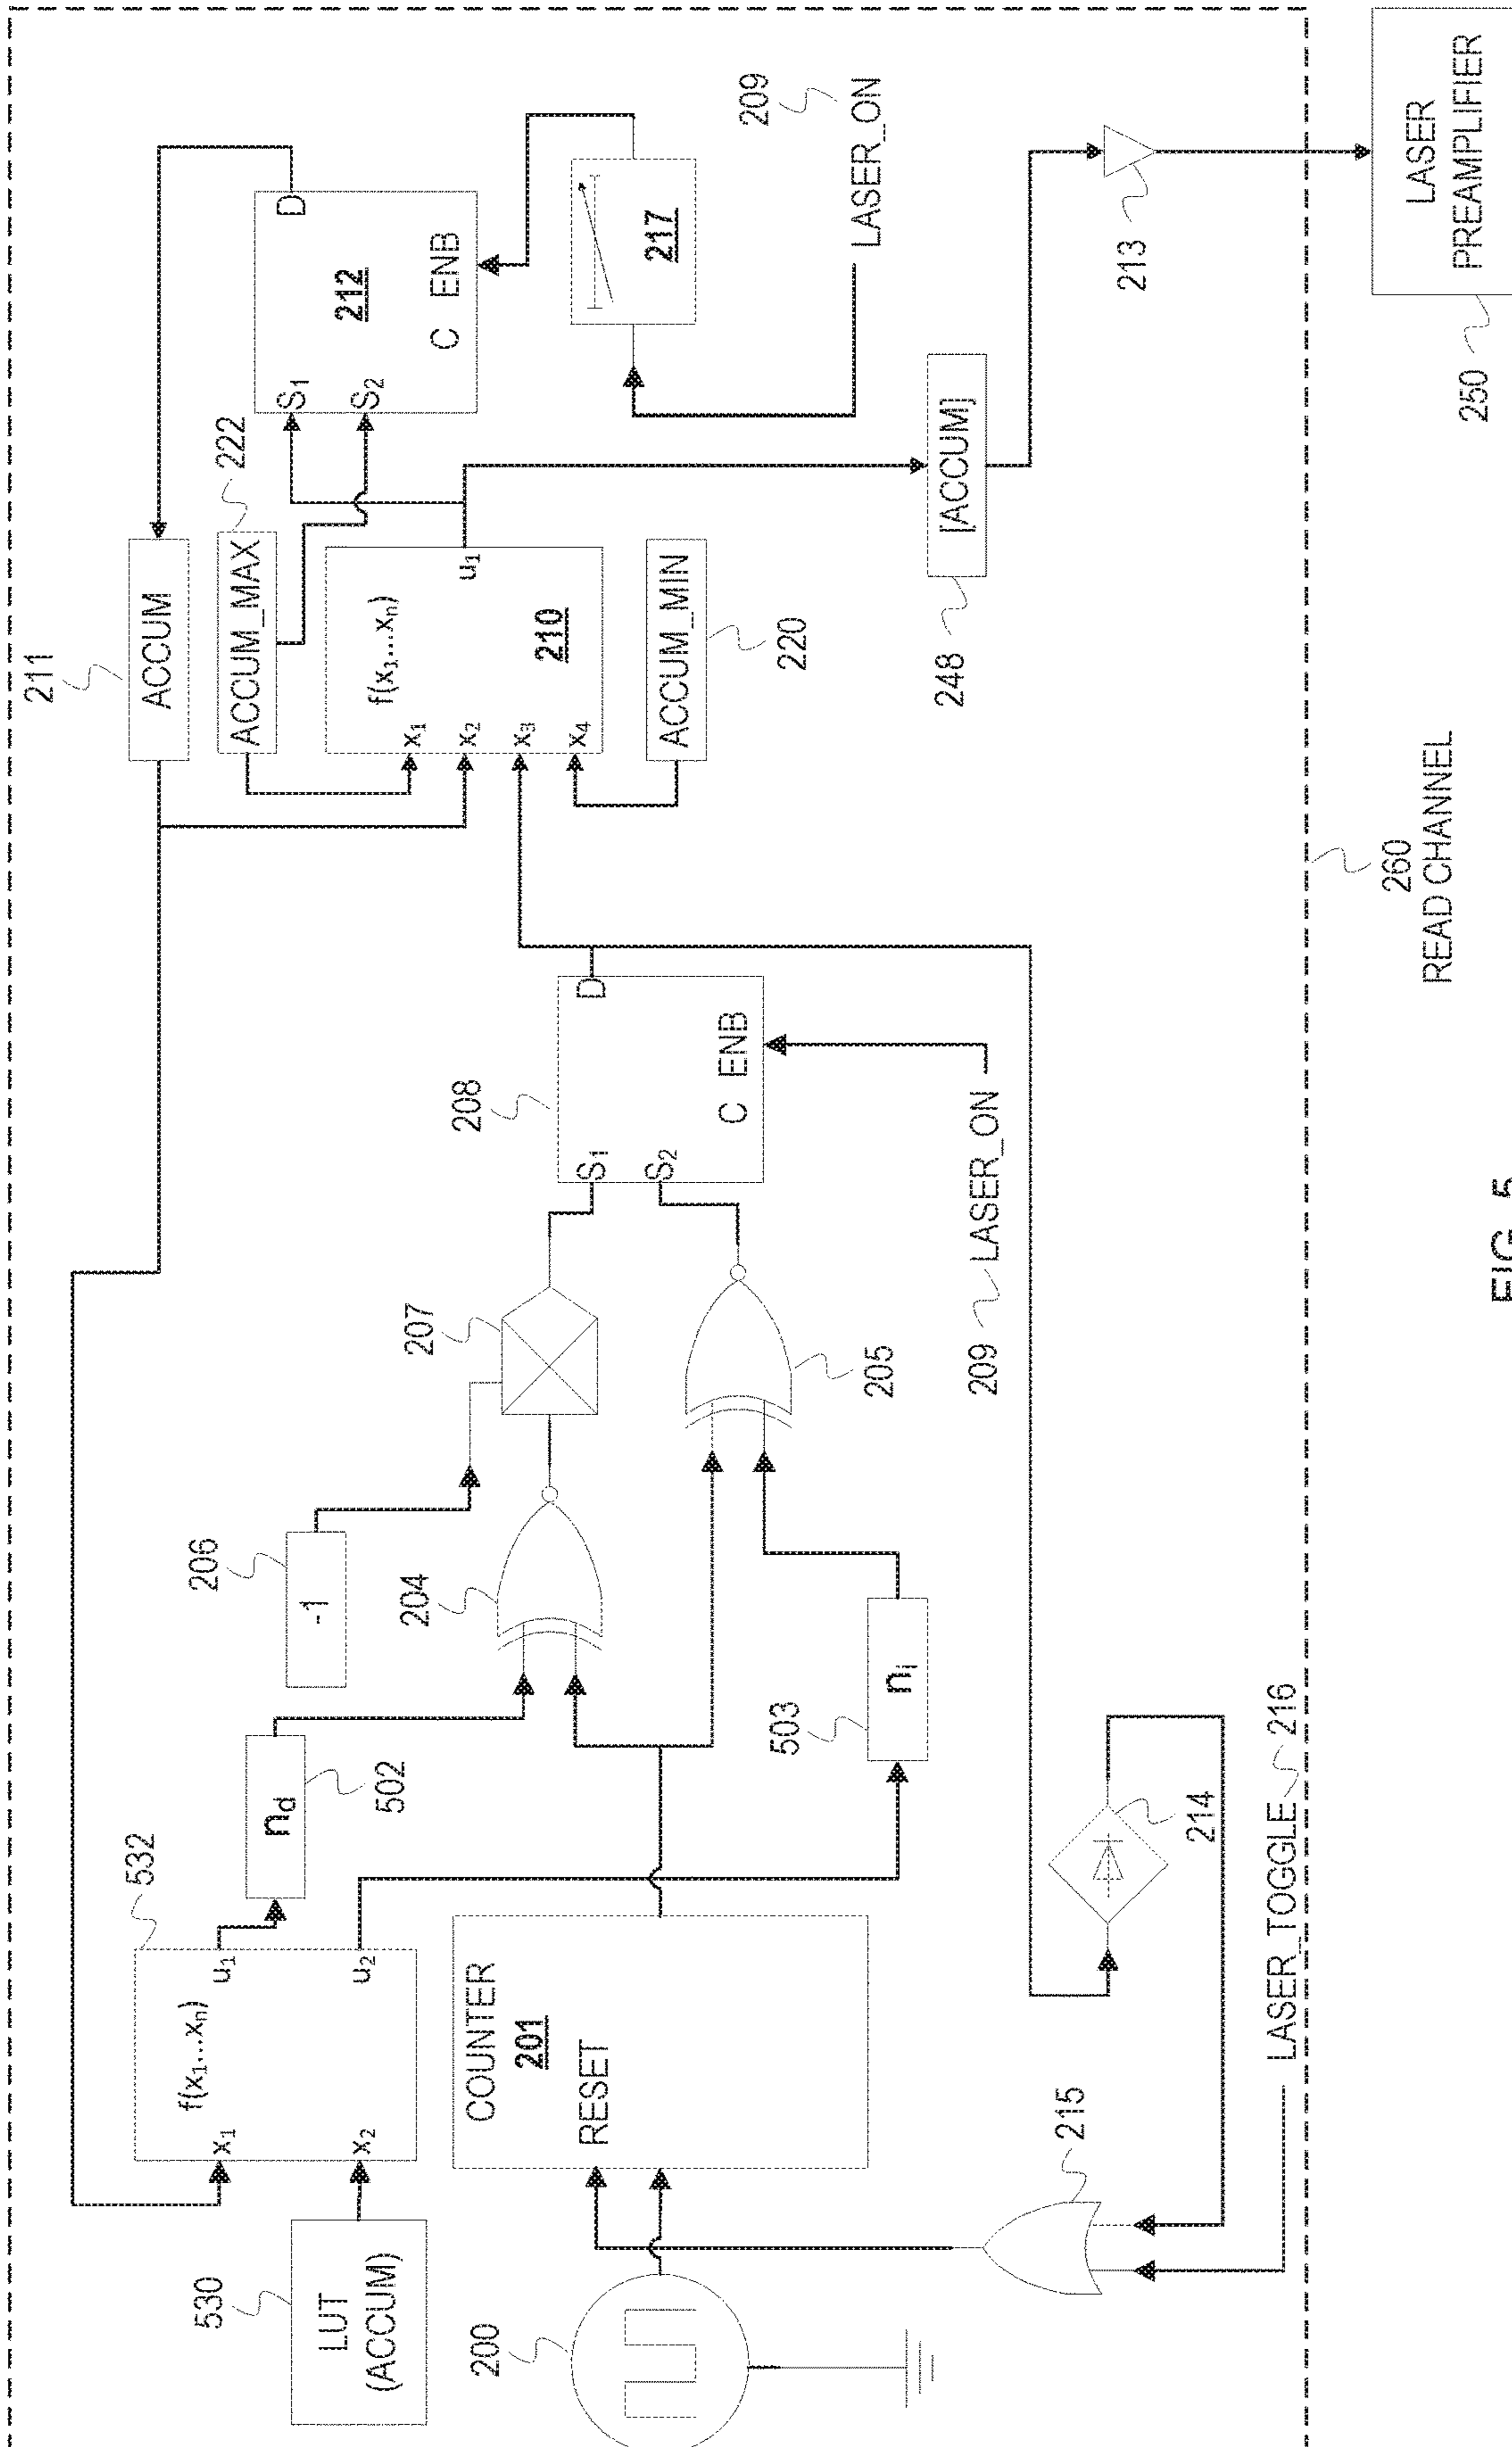 530
LUT
(ACCUM)
532
f(x₁...xₙ)
x₁
x₂
u₁
u₂
n_d
502
206
-1
204
207
200
COUNTER
201
RESET
215
LASER_TOGGLE
216
214
503
nᵢ
205
208
S₁
S₂
D
C ENB
209
LASER_ON
211
ACCUM
222
ACCUM_MAX
f(x₁...xₙ)
x₁
x₂
x₃
x₄
u₁
210
ACCUM_MIN
220
S₁
S₂
D
212
C ENB
217
209
LASER_ON
248
[ACCUM]
213
260
READ CHANNEL
250
LASER
PREAMPLIFIER